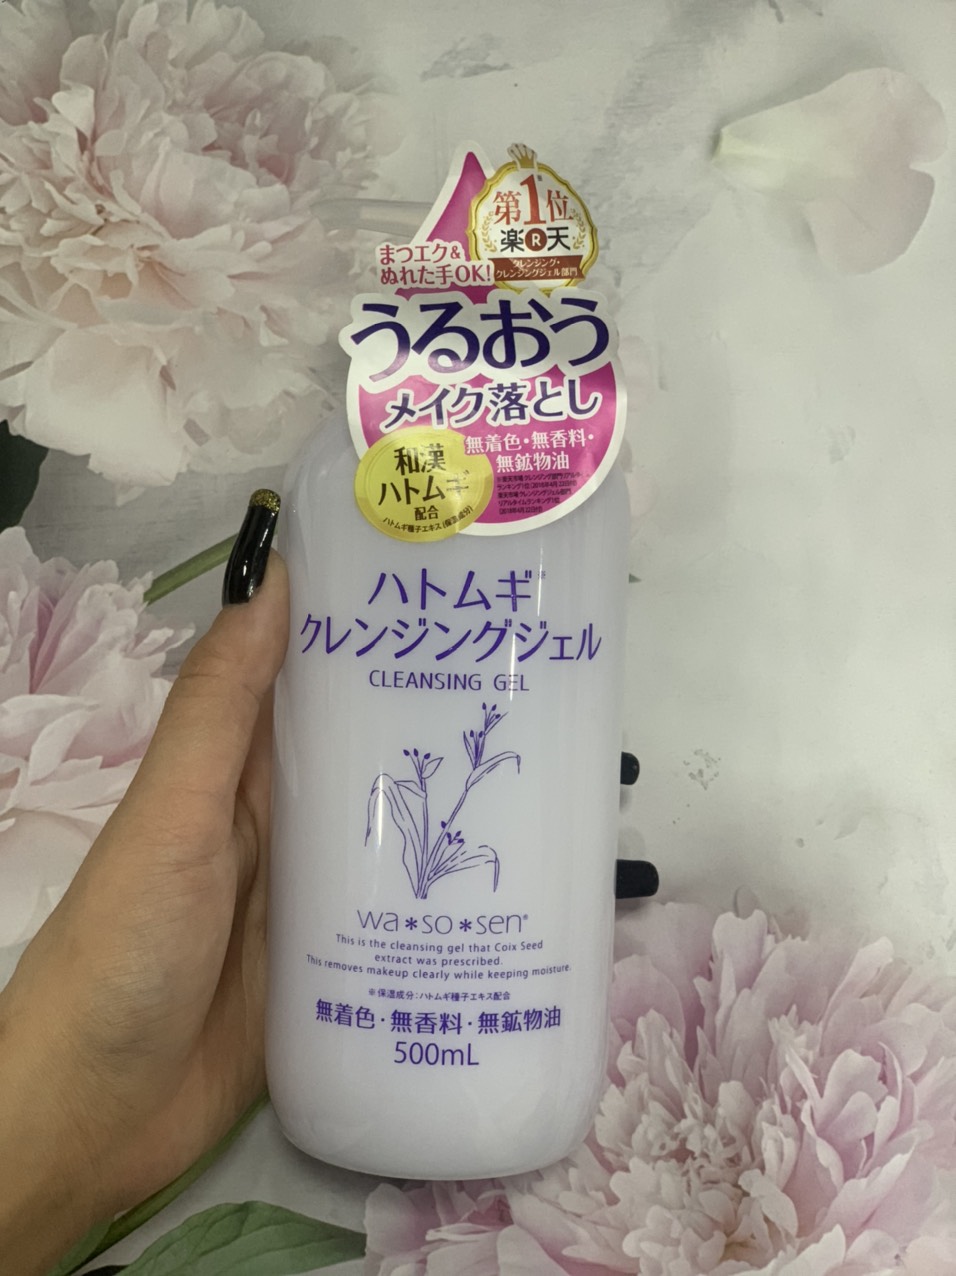 第1位
楽R天
クレンジング・
クレンジングジェル部門
まつエク&
ぬれた手OK!
うるおう
メイク落とし
無着色・無香料・
無鉱物油
和漢
ハトムギ
配合
ハトムギ種子エキス(保湿成分)
ハトムギ※
クレンジングジェル
CLEANSING GEL
wa*so*sen®
This is the cleansing gel that Coix Seed
extract was prescribed.
This removes makeup clearly while keeping moisture.
※保湿成分:ハトムギ種子エキス配合
無着色・無香料・無鉱物油
500mL